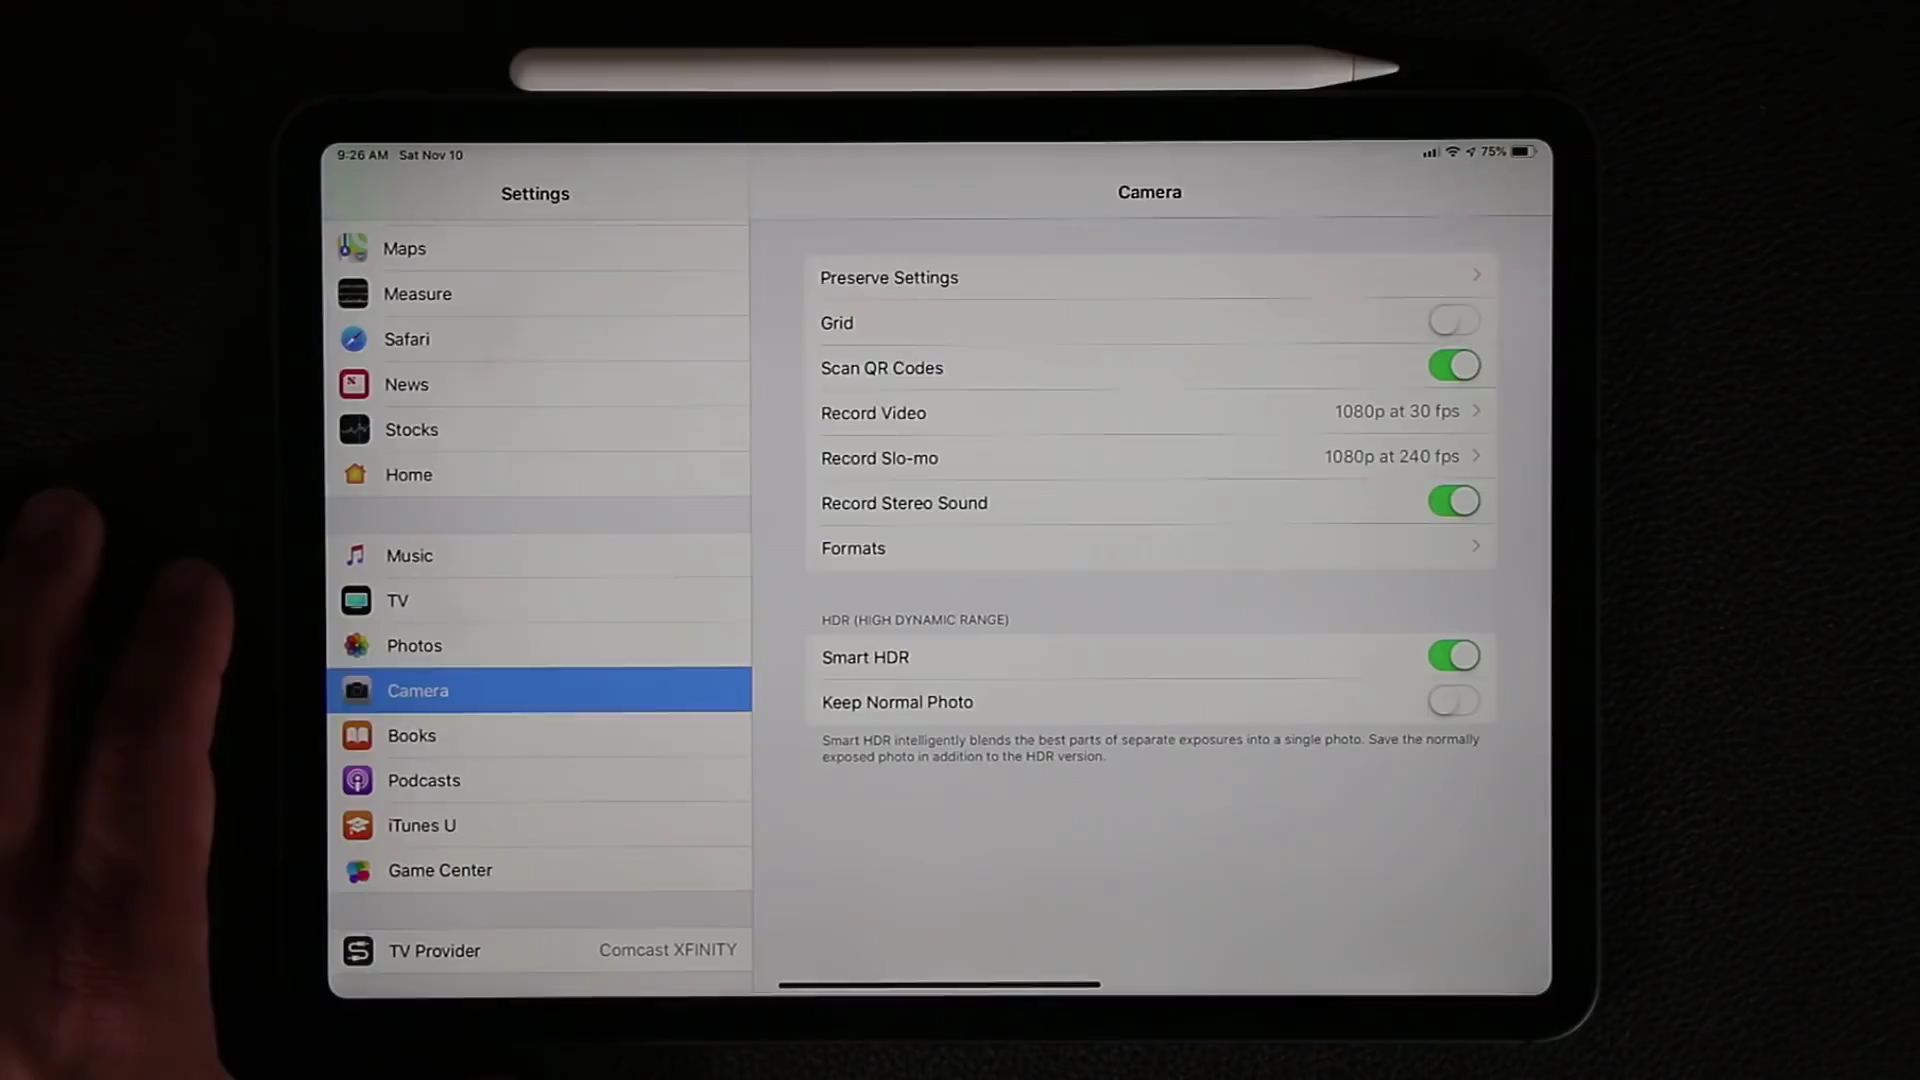 9:26 AM Sat Nov 10
75%
Settings
Camera
Maps
Measure
Safari
News
Stocks
Home
Music
TV
Photos
Camera
Books
Podcasts
iTunes U
Game Center
TV Provider Comcast XFINITY
Preserve Settings
Grid
Scan QR Codes
Record Video 1080p at 30 fps
Record Slo-mo 1080p at 240 fps
Record Stereo Sound
Formats
HDR (HIGH DYNAMIC RANGE)
Smart HDR
Keep Normal Photo
Smart HDR intelligently blends the best parts of separate exposures into a single photo. Save the normally
exposed photo in addition to the HDR version.